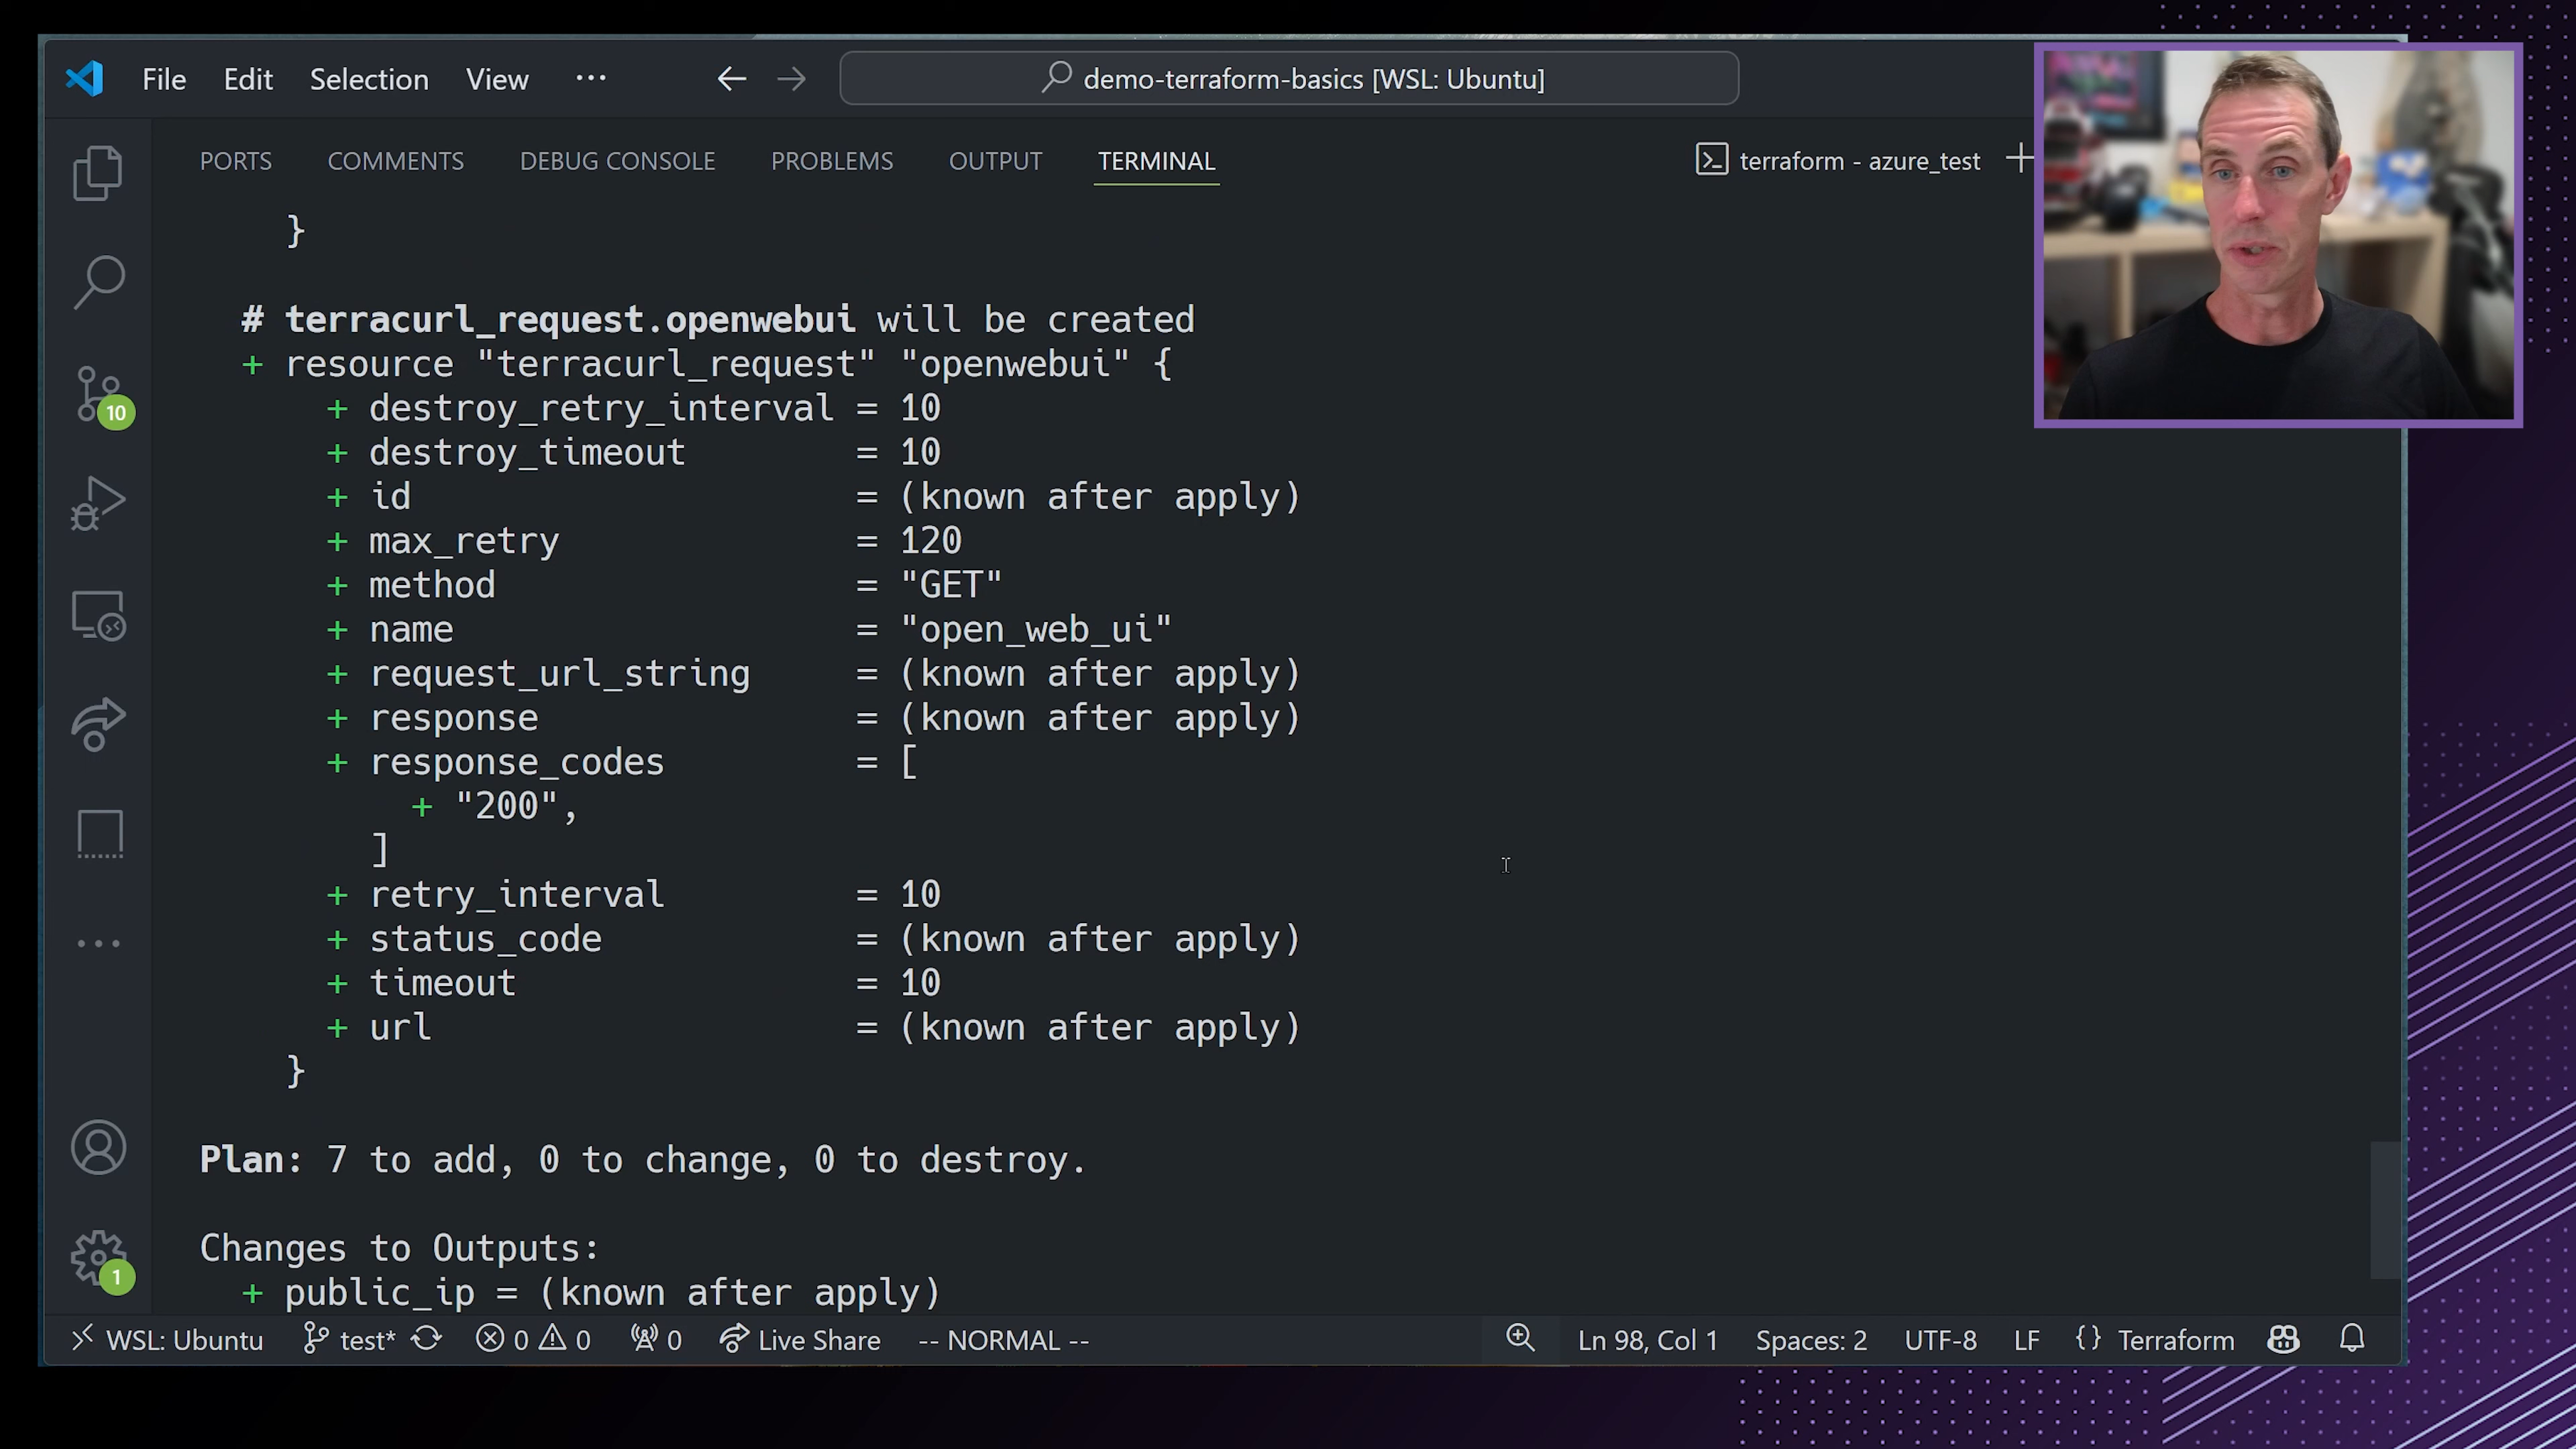 File Edit Selection View ··· demo-terraform-basics [WSL: Ubuntu]
PORTS COMMENTS DEBUG CONSOLE PROBLEMS OUTPUT TERMINAL terraform - azure_test
}
# terracurl_request.openwebui will be created
+ resource "terracurl_request" "openwebui" {
+ destroy_retry_interval = 10
+ destroy_timeout = 10
+ id = (known after apply)
+ max_retry = 120
+ method = "GET"
+ name = "open_web_ui"
+ request_url_string = (known after apply)
+ response = (known after apply)
+ response_codes = [
+ "200",
]
+ retry_interval = 10
+ status_code = (known after apply)
+ timeout = 10
+ url = (known after apply)
}
Plan: 7 to add, 0 to change, 0 to destroy.
Changes to Outputs:
+ public_ip = (known after apply)
10
1
WSL: Ubuntu test* 0 0 0 Live Share -- NORMAL -- Ln 98, Col 1 Spaces: 2 UTF-8 LF {} Terraform